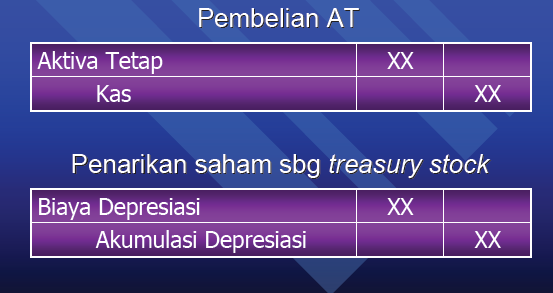 Pembelian AT
Aktiva Tetap XX
Kas XX
Penarikan saham sbg treasury stock
Biaya Depresiasi XX
Akumulasi Depresiasi XX